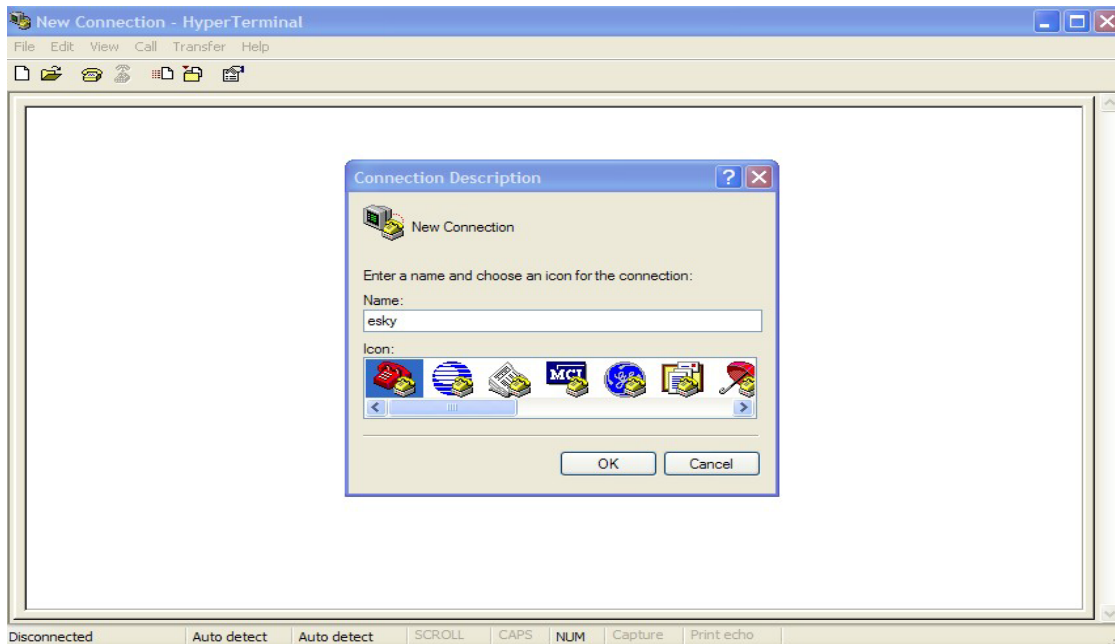 New Connection - HyperTerminal
File Edit View Call Transfer Help
Connection Description
New Connection
Enter a name and choose an icon for the connection:
Name:
esky
Icon:
MCI
OK Cancel
Disconnected Auto detect Auto detect SCROLL CAPS NUM Capture Print echo